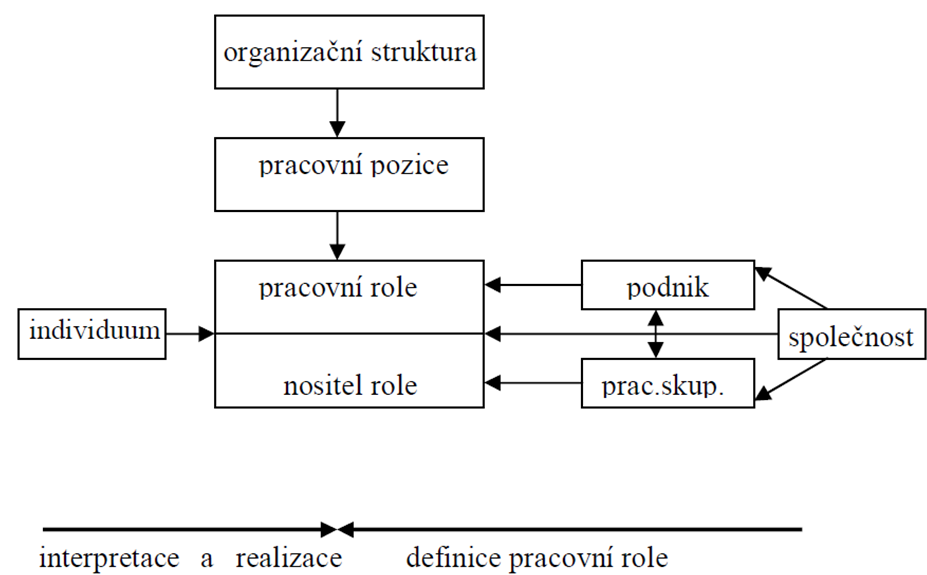 organizační struktura
pracovní pozice
pracovní role
podnik
individuum
společnost
nositel role
prac.skup.
interpretace a realizace
definice pracovní role